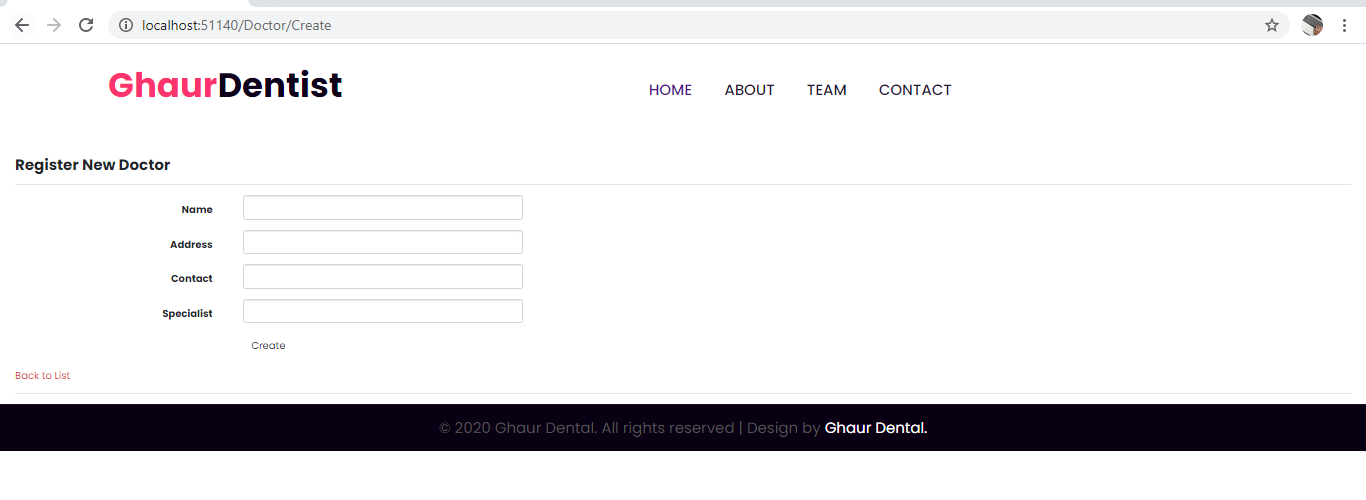 localhost:51140/Doctor/Create
GhaurDentist
HOME ABOUT TEAM CONTACT
Register New Doctor
Name
Address
Contact
Specialist
Create
Back to List
© 2020 Ghaur Dental. All rights reserved | Design by Ghaur Dental.